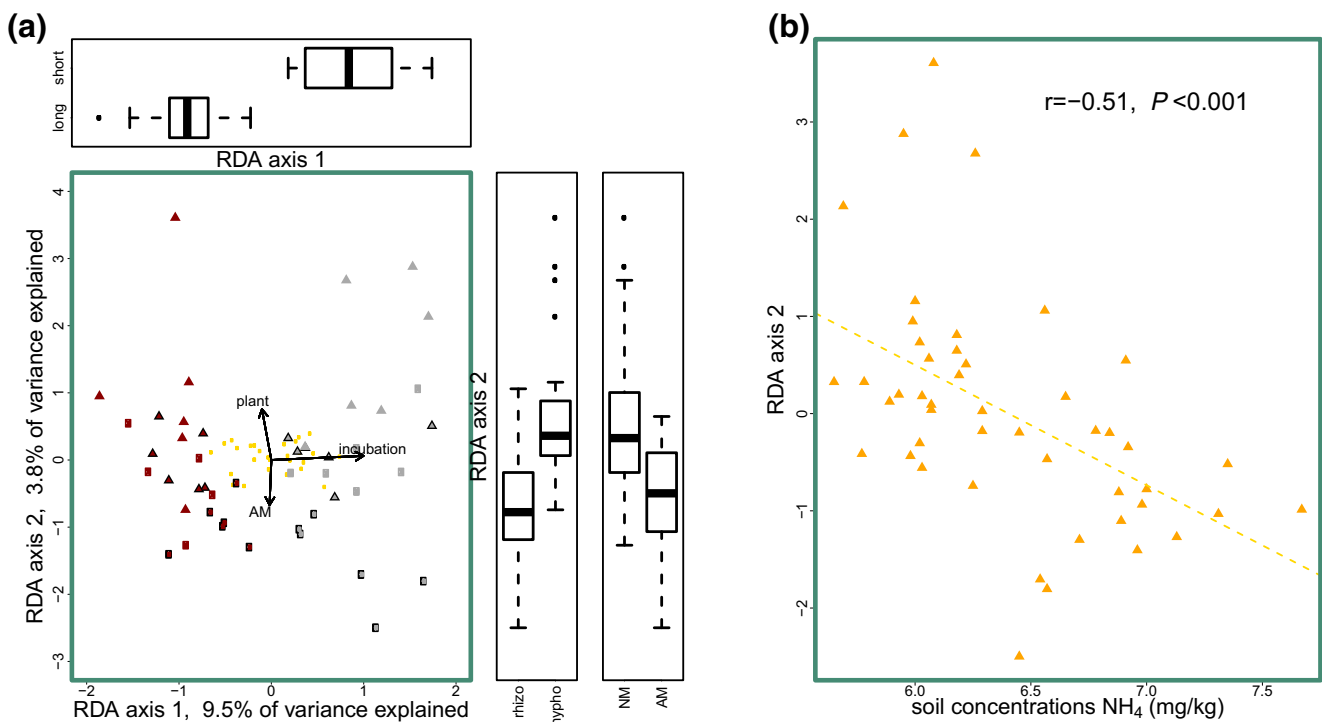 (a)
short
long
RDA axis 1
RDA axis 2, 3.8% of variance explained
4
3
2
1
0
−1
−2
−3
plant
incubation
AM
−2
−1
0
1
2
RDA axis 1, 9.5% of variance explained
RDA axis 2
rhizo
hypho
NM
AM
(b)
r=−0.51, P<0.001
RDA axis 2
3
2
1
0
−1
−2
6.0
6.5
7.0
7.5
soil concentrations NH4 (mg/kg)